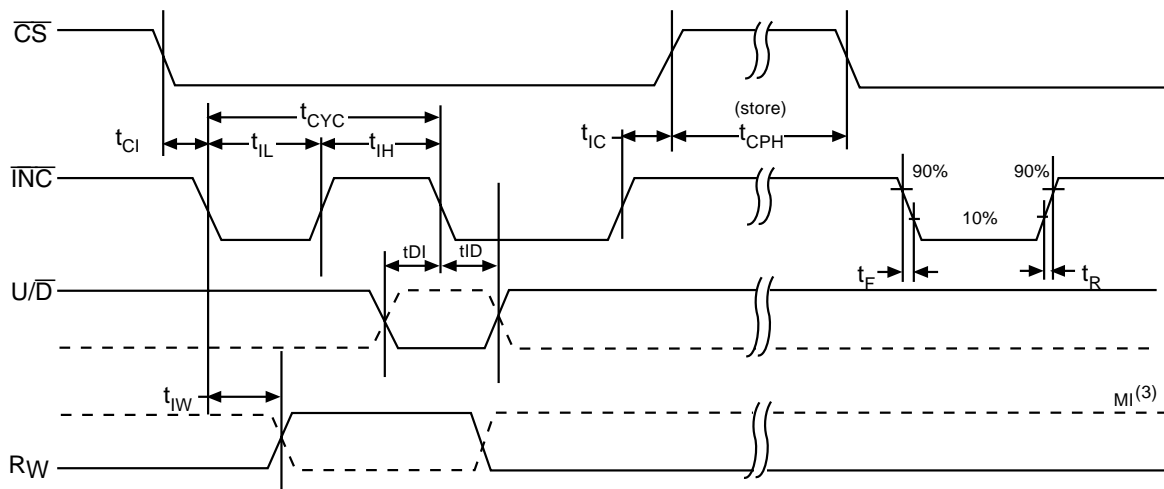 CS
(store)
tCYC
tCI
tIL
tIH
tIC
tCPH
INC
90%
90%
10%
tDI
tID
tF
tR
U/D
tIW
MI(3)
RW